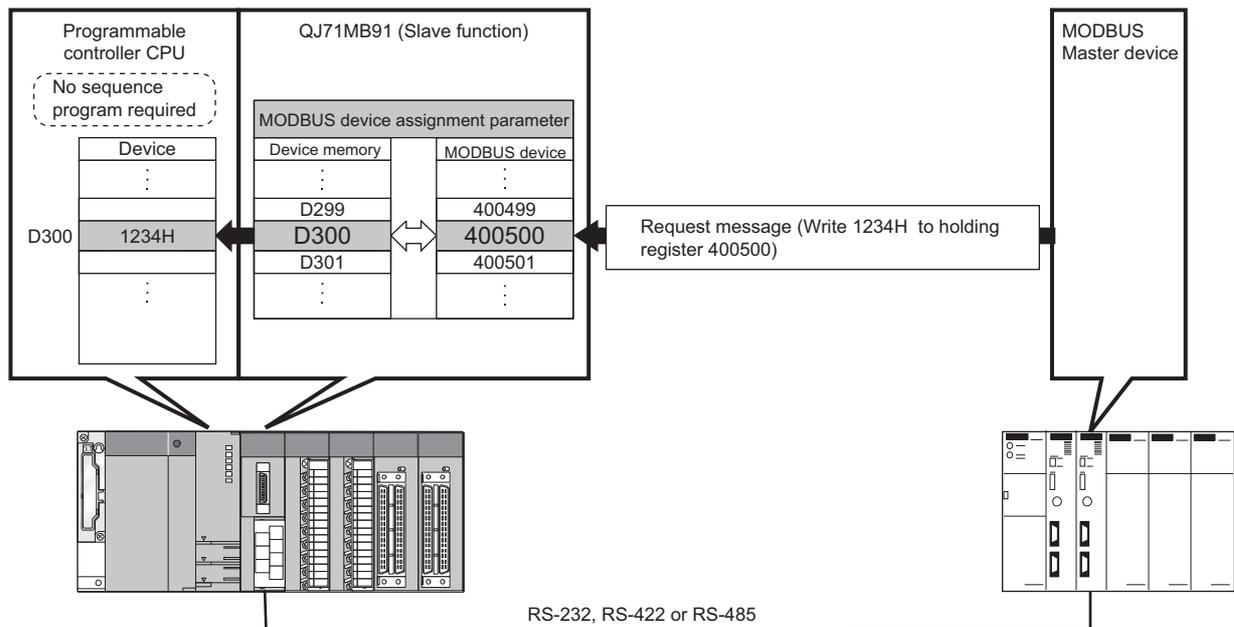 Programmable
controller CPU
No sequence
program required
Device
D300
1234H
QJ71MB91 (Slave function)
MODBUS device assignment parameter
Device memory
MODBUS device
D299
400499
D300
400500
D301
400501
Request message (Write 1234H to holding
register 400500)
MODBUS
Master device
RS-232, RS-422 or RS-485